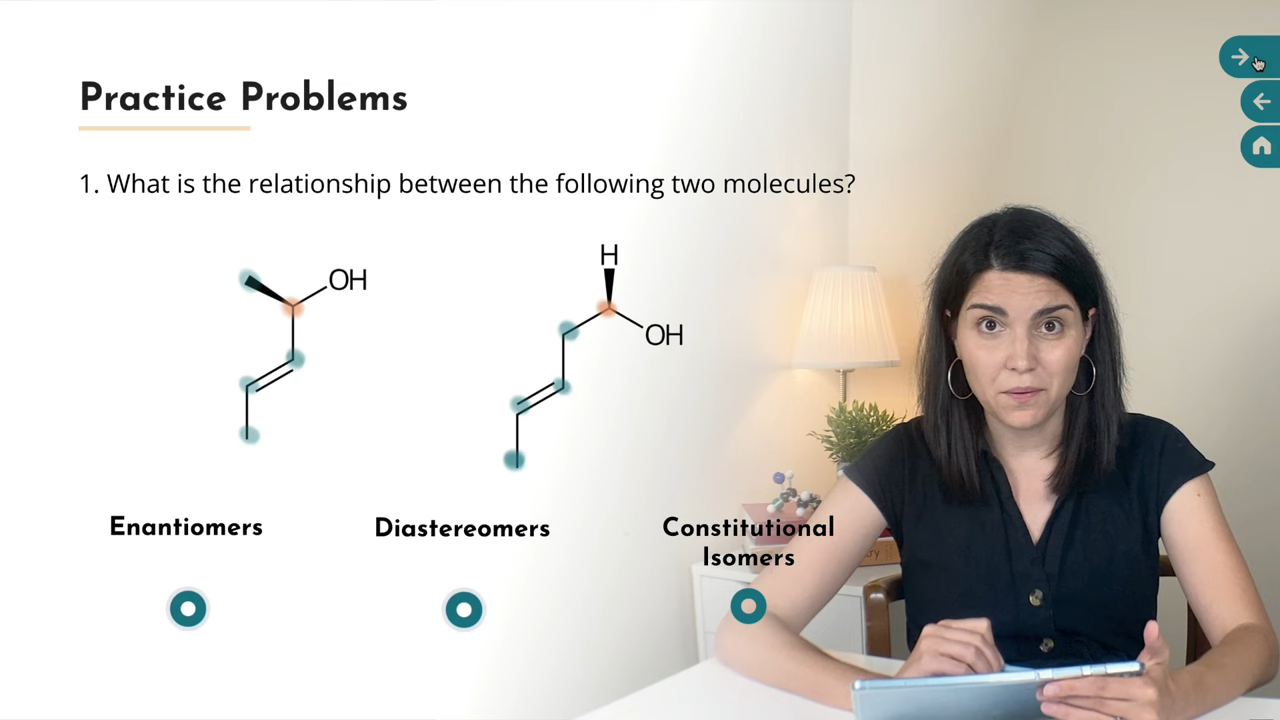 Practice Problems
1. What is the relationship between the following two molecules?
OH
H
OH
Enantiomers
Diastereomers
Constitutional
Isomers